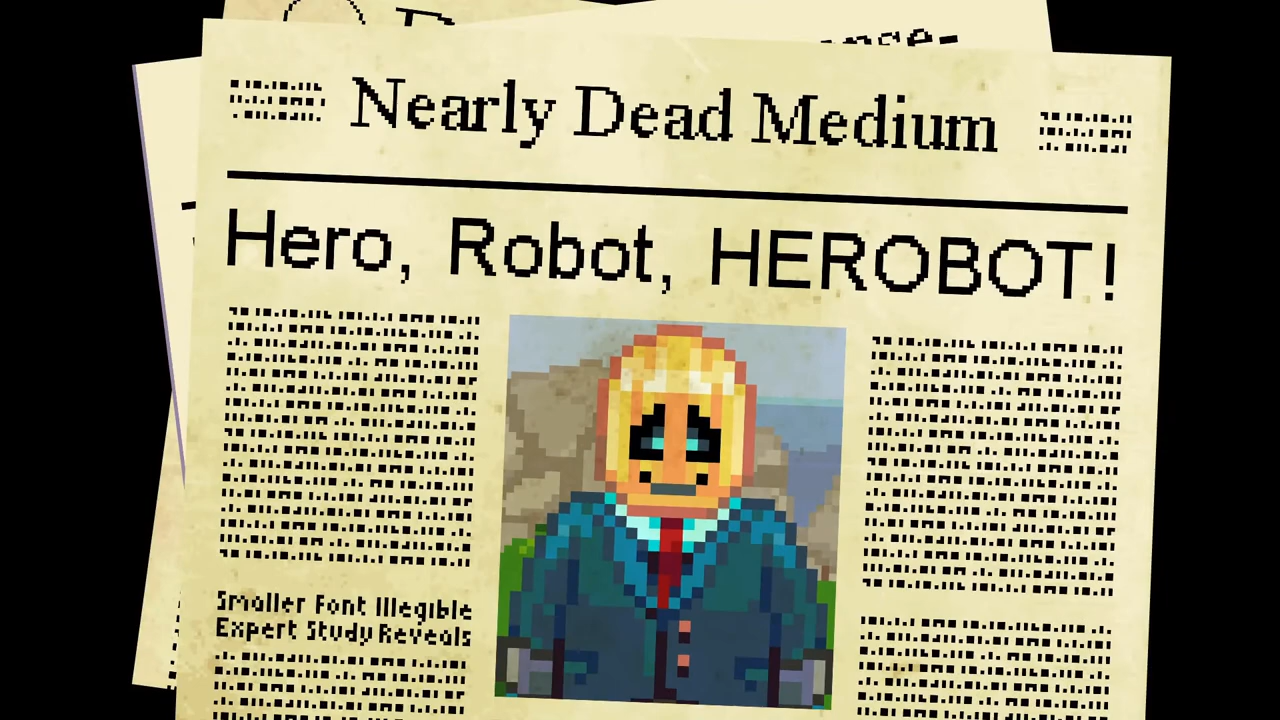 Nearly Dead Medium
Hero, Robot, HEROBOT!
Smaller Font Illegible
Expert Study Reveals